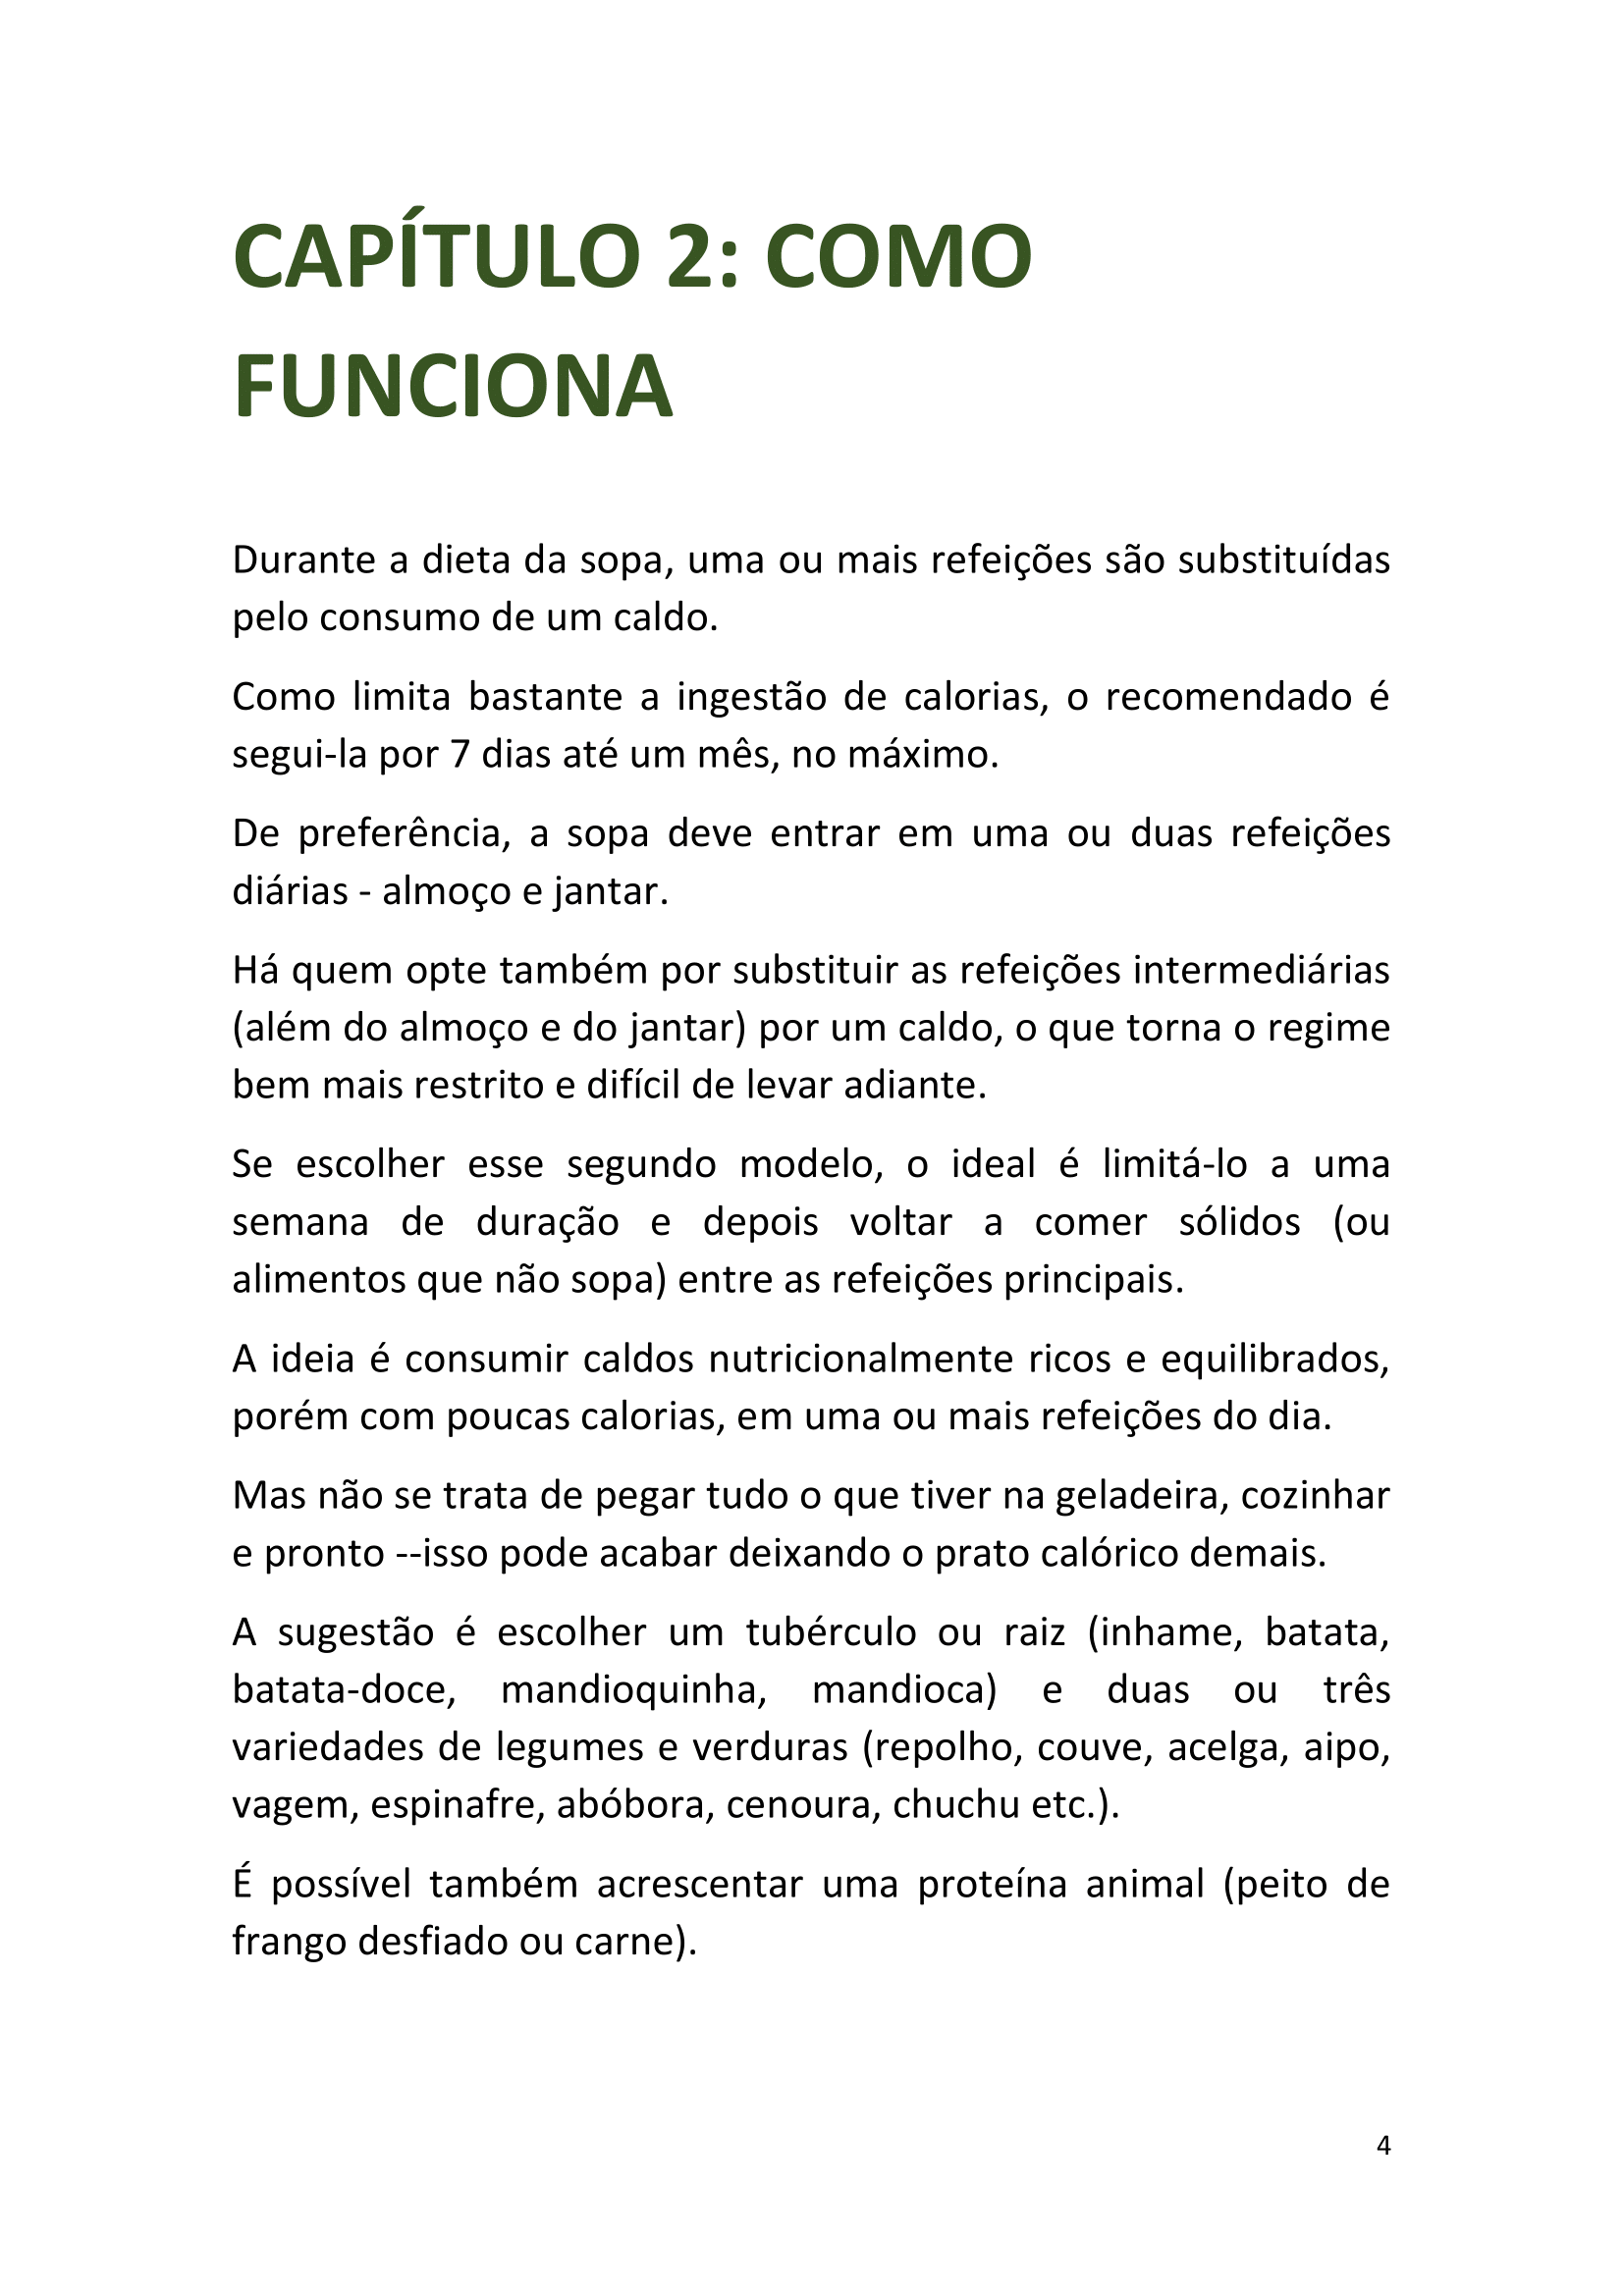 CAPÍTULO 2: COMO
FUNCIONA
Durante a dieta da sopa, uma ou mais refeições são substituídas
pelo consumo de um caldo.
Como limita bastante a ingestão de calorias, o recomendado é
segui-la por 7 dias até um mês, no máximo.
De preferência, a sopa deve entrar em uma ou duas refeições
diárias - almoço e jantar.
Há quem opte também por substituir as refeições intermediárias
(além do almoço e do jantar) por um caldo, o que torna o regime
bem mais restrito e difícil de levar adiante.
Se escolher esse segundo modelo, o ideal é limitá-lo a uma
semana de duração e depois voltar a comer sólidos (ou
alimentos que não sopa) entre as refeições principais.
A ideia é consumir caldos nutricionalmente ricos e equilibrados,
porém com poucas calorias, em uma ou mais refeições do dia.
Mas não se trata de pegar tudo o que tiver na geladeira, cozinhar
e pronto --isso pode acabar deixando o prato calórico demais.
A sugestão é escolher um tubérculo ou raiz (inhame, batata,
batata-doce, mandioquinha, mandioca) e duas ou três
variedades de legumes e verduras (repolho, couve, acelga, aipo,
vagem, espinafre, abóbora, cenoura, chuchu etc.).
É possível também acrescentar uma proteína animal (peito de
frango desfiado ou carne).
4